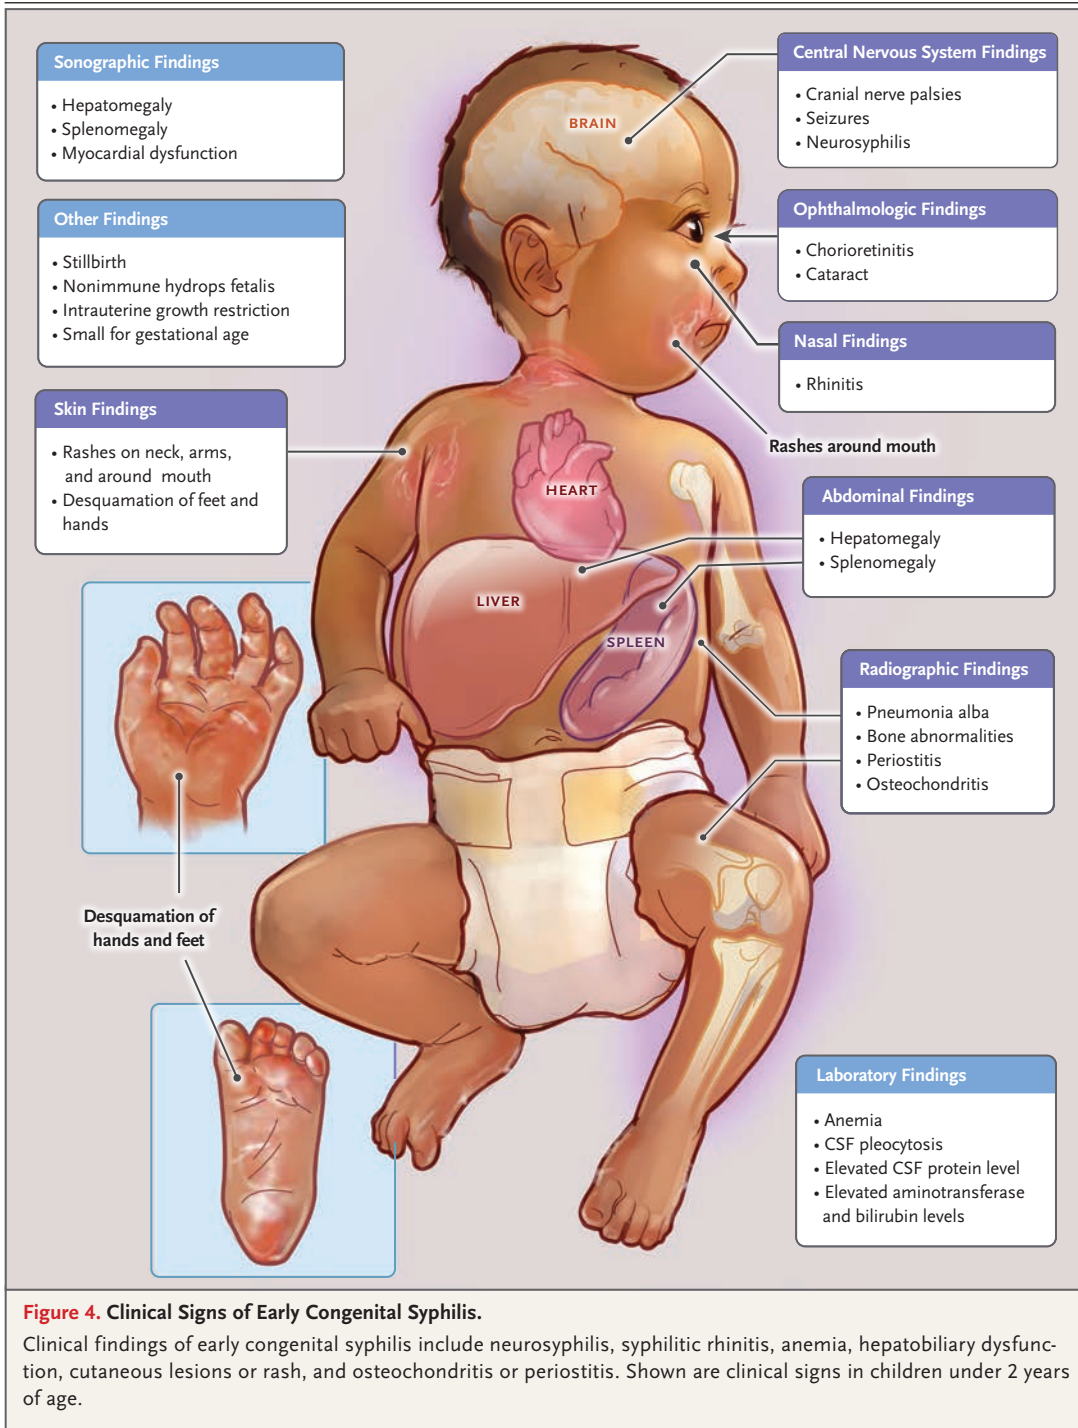 Sonographic Findings
• Hepatomegaly
• Splenomegaly
• Myocardial dysfunction
Other Findings
• Stillbirth
• Nonimmune hydrops fetalis
• Intrauterine growth restriction
• Small for gestational age
Skin Findings
• Rashes on neck, arms,
and around mouth
• Desquamation of feet and
hands
Desquamation of
hands and feet
BRAIN
HEART
LIVER
SPLEEN
Central Nervous System Findings
• Cranial nerve palsies
• Seizures
• Neurosyphilis
Ophthalmologic Findings
• Chorioretinitis
• Cataract
Nasal Findings
• Rhinitis
Rashes around mouth
Abdominal Findings
• Hepatomegaly
• Splenomegaly
Radiographic Findings
• Pneumonia alba
• Bone abnormalities
• Periostitis
• Osteochondritis
Laboratory Findings
• Anemia
• CSF pleocytosis
• Elevated CSF protein level
• Elevated aminotransferase
and bilirubin levels
Figure 4. Clinical Signs of Early Congenital Syphilis.
Clinical findings of early congenital syphilis include neurosyphilis, syphilitic rhinitis, anemia, hepatobiliary dysfunc-
tion, cutaneous lesions or rash, and osteochondritis or periostitis. Shown are clinical signs in children under 2 years
of age.